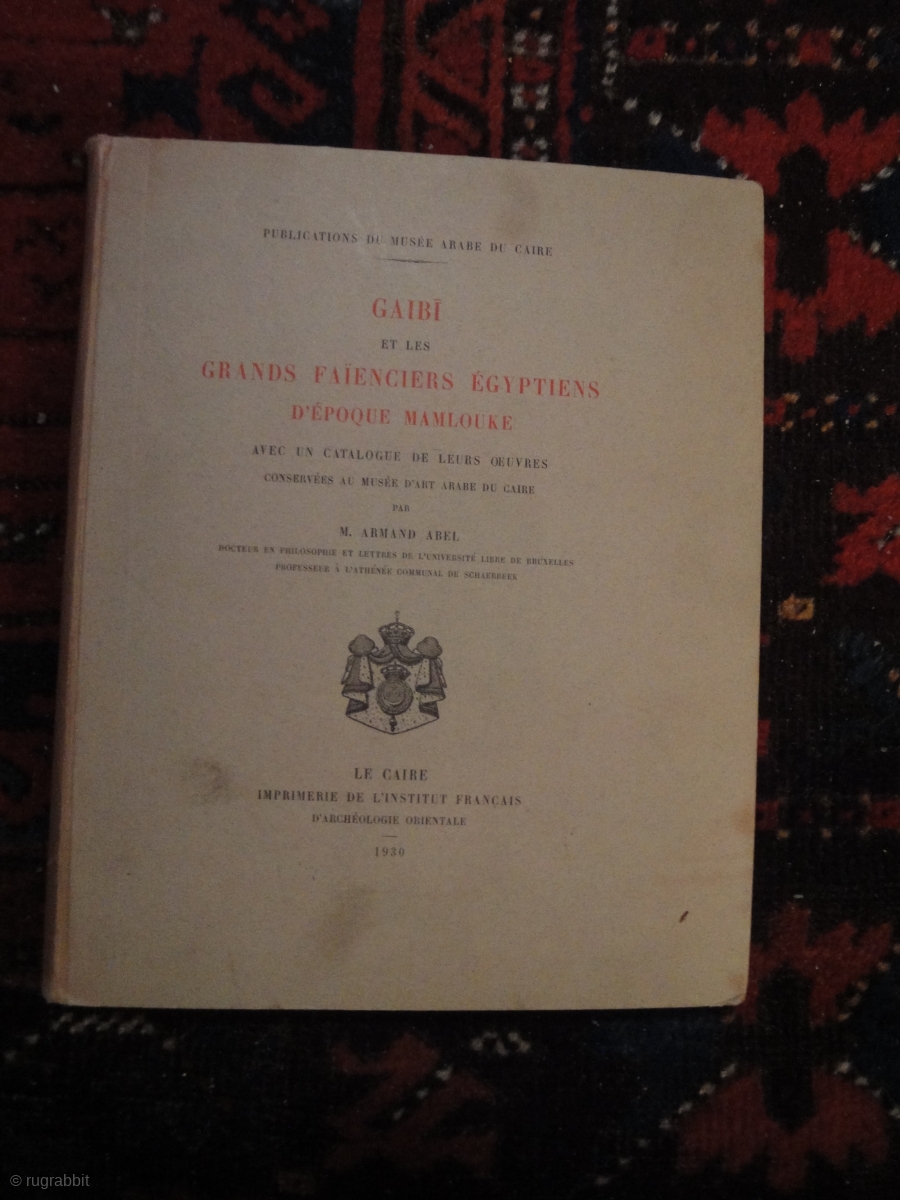 PUBLICATIONS DU MUSÉE ARABE DU CAIRE
GAIBĪ
ET LES
GRANDS FAÏENCIERS ÉGYPTIENS
D'ÉPOQUE MAMLOUKE
AVEC UN CATALOGUE DE LEURS ŒUVRES
CONSERVÉES AU MUSÉE D'ART ARABE DU CAIRE
PAR
M. ARMAND ABEL
DOCTEUR EN PHILOSOPHIE ET LETTRES DE L'UNIVERSITÉ LIBRE DE BRUXELLES
PROFESSEUR À L'ATHÉNÉE COMMUNAL DE SCHAERBEEK
LE CAIRE
IMPRIMERIE DE L'INSTITUT FRANÇAIS
D'ARCHÉOLOGIE ORIENTALE
1930
© rugrabbit